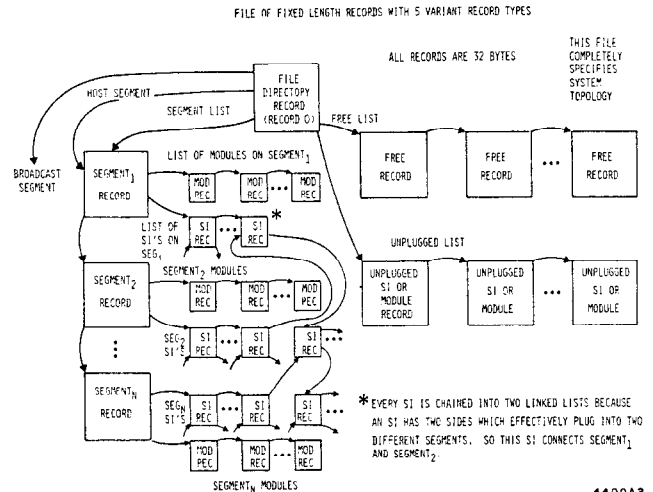 FILE OF FIXED LENGTH RECORDS WITH 5 VARIANT RECORD TYPES
ALL RECORDS ARE 32 BYTES
THIS FILE
COMPLETELY
SPECIFIES
SYSTEM
TOPOLOGY
FILE
DIRECTORY
RECORD
(RECORD 0)
HOST SEGMENT
SEGMENT LIST
BROADCAST
SEGMENT
FREE LIST
FREE
RECORD
FREE
RECORD
•••
FREE
RECORD
SEGMENT1
RECORD
LIST OF MODULES ON SEGMENT1
MOD
REC
MOD
REC
•••
MOD
REC
LIST OF
SI'S ON
SEG1
SI
REC
•••
SI
REC
*
UNPLUGGED LIST
UNPLUGGED
SI OR
MODULE
RECORD
UNPLUGGED
SI OR
MODULE
•••
UNPLUGGED
SI OR
MODULE
SEGMENT2
RECORD
SEGMENT2 MODULES
MOD
REC
MOD
REC
•••
MOD
REC
SEG2
SI'S
SI
REC
•••
SI
REC
SI
REC
•••
SEGMENTN
RECORD
SEGN
SI'S
SI
REC
•••
SI
REC
SI
REC
•••
MOD
REC
MOD
REC
•••
MOD
REC
SEGMENTN MODULES
* EVERY SI IS CHAINED INTO TWO LINKED LISTS BECAUSE
AN SI HAS TWO SIDES WHICH EFFECTIVELY PLUG INTO TWO
DIFFERENT SEGMENTS. SO THIS SI CONNECTS SEGMENT1
AND SEGMENT2.